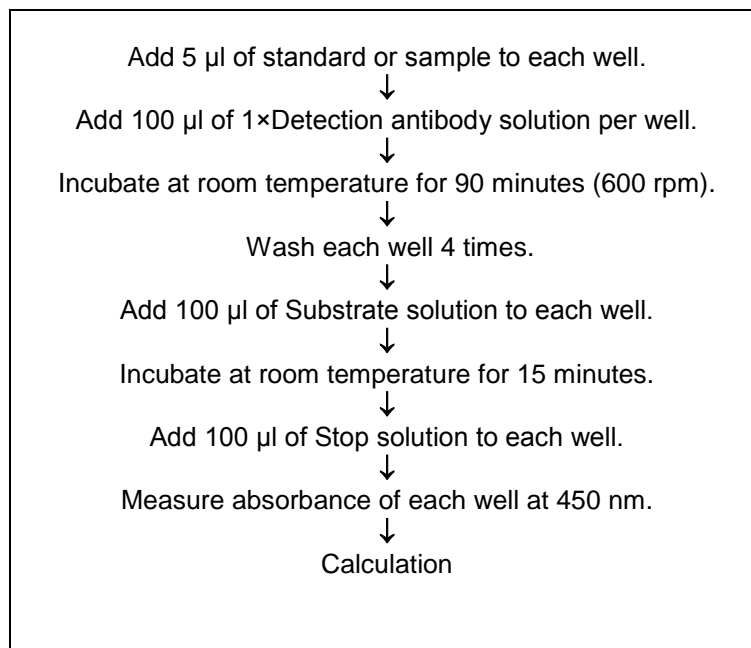 Add 5 µl of standard or sample to each well.
↓
Add 100 µl of 1×Detection antibody solution per well.
↓
Incubate at room temperature for 90 minutes (600 rpm).
↓
Wash each well 4 times.
↓
Add 100 µl of Substrate solution to each well.
↓
Incubate at room temperature for 15 minutes.
↓
Add 100 µl of Stop solution to each well.
↓
Measure absorbance of each well at 450 nm.
↓
Calculation